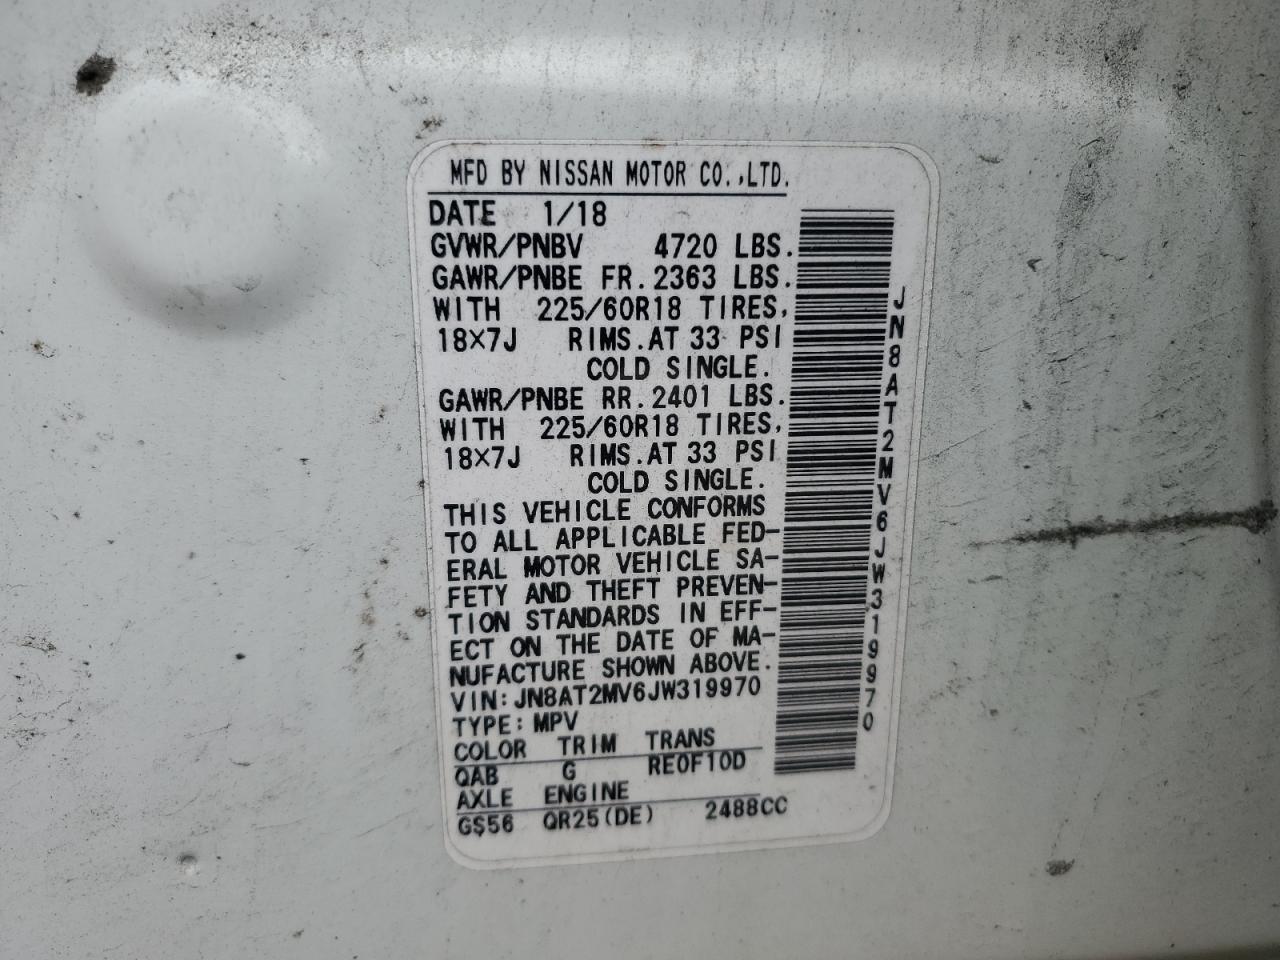 MFD BY NISSAN MOTOR CO.,LTD.
DATE 1/18
GVWR/PNBV 4720 LBS.
GAWR/PNBE FR.2363 LBS.
WITH 225/60R18 TIRES,
18×7J RIMS.AT 33 PSI
COLD SINGLE.
GAWR/PNBE RR.2401 LBS.
WITH 225/60R18 TIRES,
18×7J RIMS.AT 33 PSI
COLD SINGLE.
THIS VEHICLE CONFORMS
TO ALL APPLICABLE FED-
ERAL MOTOR VEHICLE SA-
FETY AND THEFT PREVEN-
TION STANDARDS IN EFF-
ECT ON THE DATE OF MA-
NUFACTURE SHOWN ABOVE.
VIN:JN8AT2MV6JW319970
TYPE:MPV
COLOR TRIM TRANS
QAB G RE0F10D
AXLE ENGINE
GS56 QR25(DE) 2488CC
JN8AT2MV6JW319970